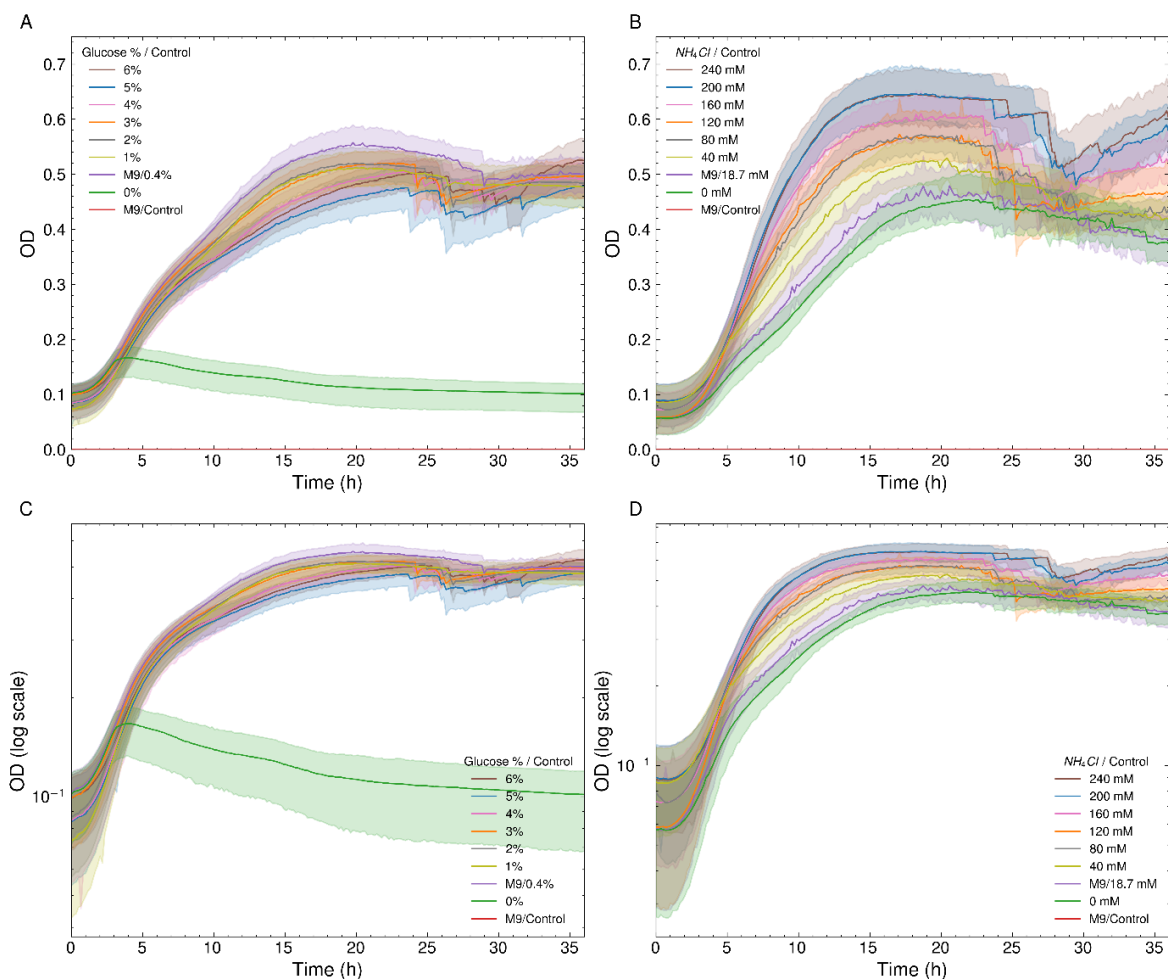 A
Glucose % / Control
6%
5%
4%
3%
2%
1%
M9/0.4%
0%
M9/Control
0.7
0.6
0.5
0.4
0.3
0.2
0.1
0.0
OD
0 5 10 15 20 25 30 35
Time (h)
B
NH₄Cl / Control
240 mM
200 mM
160 mM
120 mM
80 mM
40 mM
M9/18.7 mM
0 mM
M9/Control
0.7
0.6
0.5
0.4
0.3
0.2
0.1
0.0
OD
0 5 10 15 20 25 30 35
Time (h)
C
OD (log scale)
10⁻¹
Glucose % / Control
6%
5%
4%
3%
2%
1%
M9/0.4%
0%
M9/Control
0 5 10 15 20 25 30 35
Time (h)
D
OD (log scale)
10⁻¹
NH₄Cl / Control
240 mM
200 mM
160 mM
120 mM
80 mM
40 mM
M9/18.7 mM
0 mM
M9/Control
0 5 10 15 20 25 30 35
Time (h)